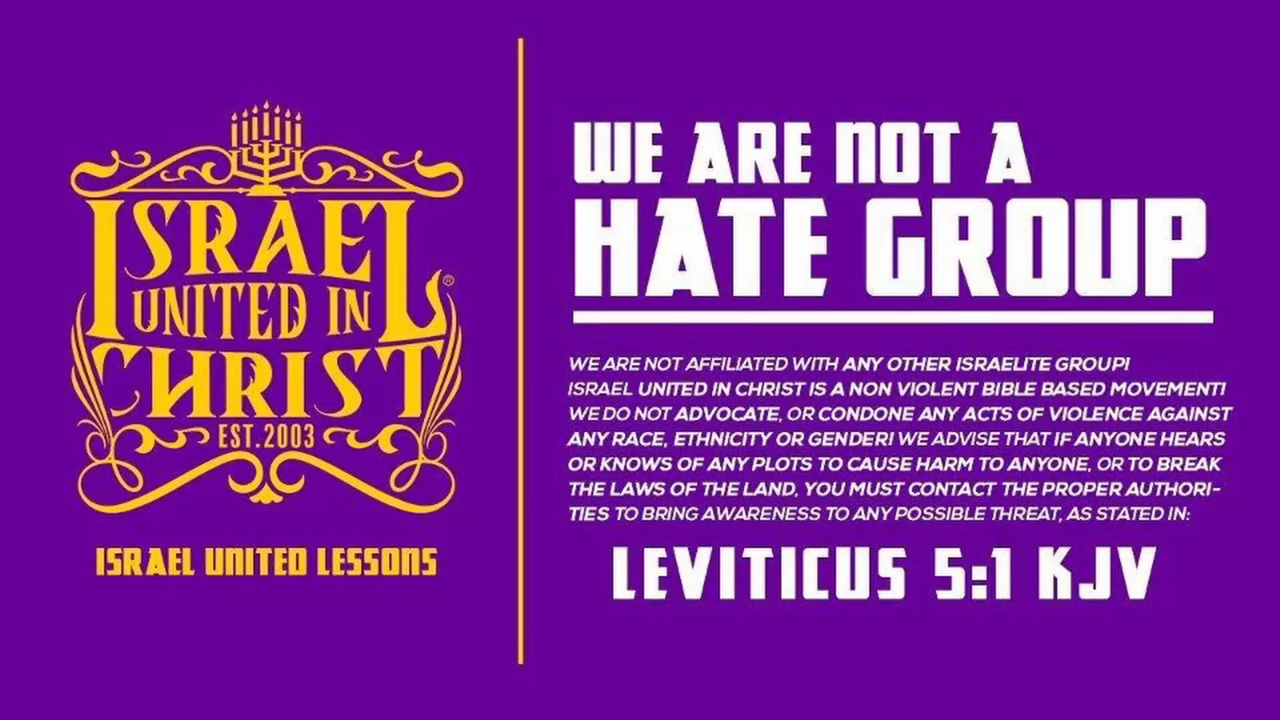 ISRAEL
UNITED IN
CHRIST
EST.2003
ISRAEL UNITED LESSONS
WE ARE NOT A
HATE GROUP
WE ARE NOT AFFILIATED WITH ANY OTHER ISRAELITE GROUP!
ISRAEL UNITED IN CHRIST IS A NON VIOLENT BIBLE BASED MOVEMENT!
WE DO NOT ADVOCATE, OR CONDONE ANY ACTS OF VIOLENCE AGAINST
ANY RACE, ETHNICITY OR GENDER! WE ADVISE THAT IF ANYONE HEARS
OR KNOWS OF ANY PLOTS TO CAUSE HARM TO ANYONE, OR TO BREAK
THE LAWS OF THE LAND, YOU MUST CONTACT THE PROPER AUTHORI-
TIES TO BRING AWARENESS TO ANY POSSIBLE THREAT, AS STATED IN:
LEVITICUS 5:1 KJV